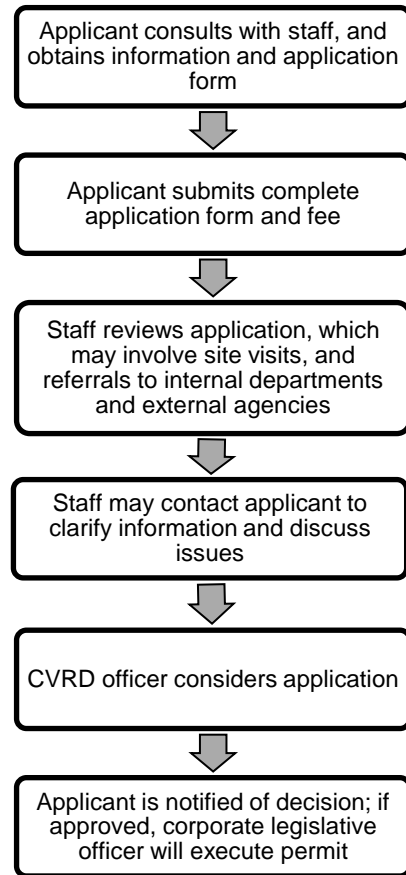 Applicant consults with staff, and
obtains information and application
form
Applicant submits complete
application form and fee
Staff reviews application, which
may involve site visits, and
referrals to internal departments
and external agencies
Staff may contact applicant to
clarify information and discuss
issues
CVRD officer considers application
Applicant is notified of decision; if
approved, corporate legislative
officer will execute permit